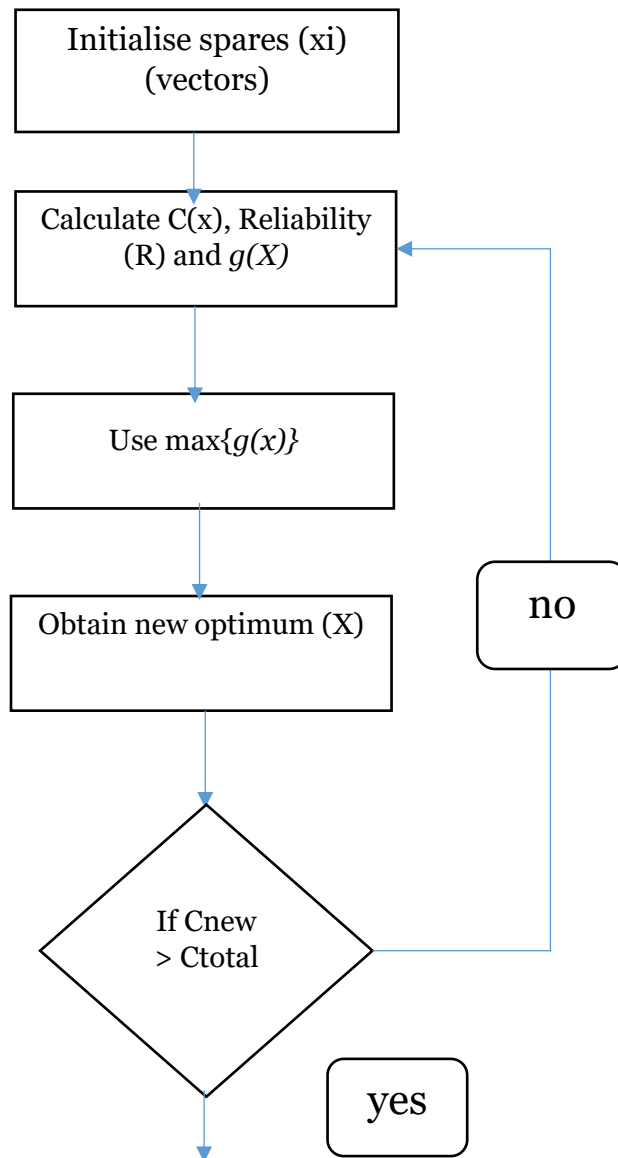 Initialise spares (xi)
(vectors)
Calculate C(x), Reliability
(R) and g(X)
Use max{g(x)}
Obtain new optimum (X)
no
If Cnew
> Ctotal
yes